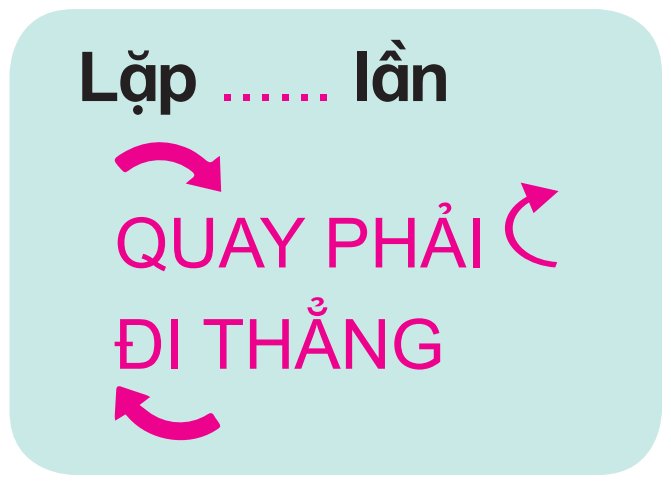 Lặp ...... lần
QUAY PHẢI
ĐI THẲNG